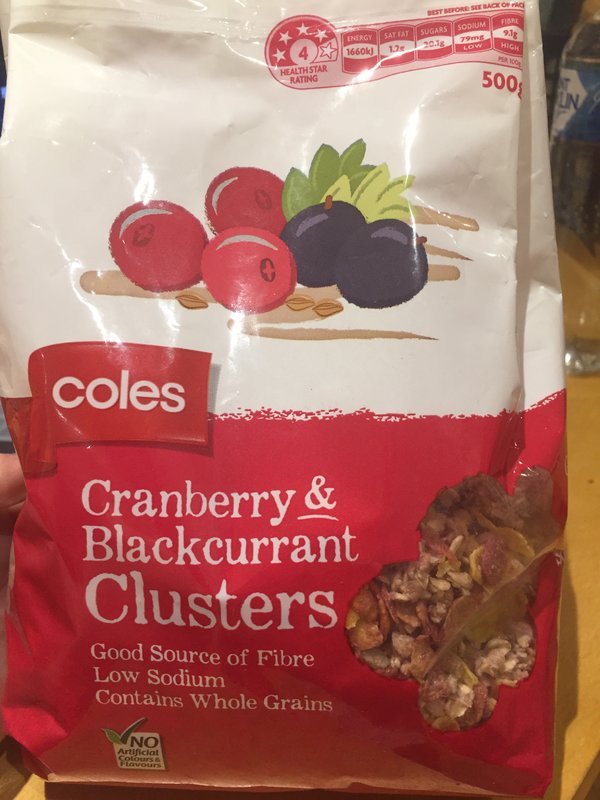 BEST BEFORE: SEE BACK OF PACK
ENERGY SAT FAT SUGARS SODIUM FIBRE
1660kJ 1.2g 20.1g 79mg 9.1g
LOW HIGH
PER 100g
4
HEALTH STAR
RATING
500g
coles
Cranberry &
Blackcurrant
Clusters
Good Source of Fibre
Low Sodium
Contains Whole Grains
NO
Artificial
Colours &
Flavours